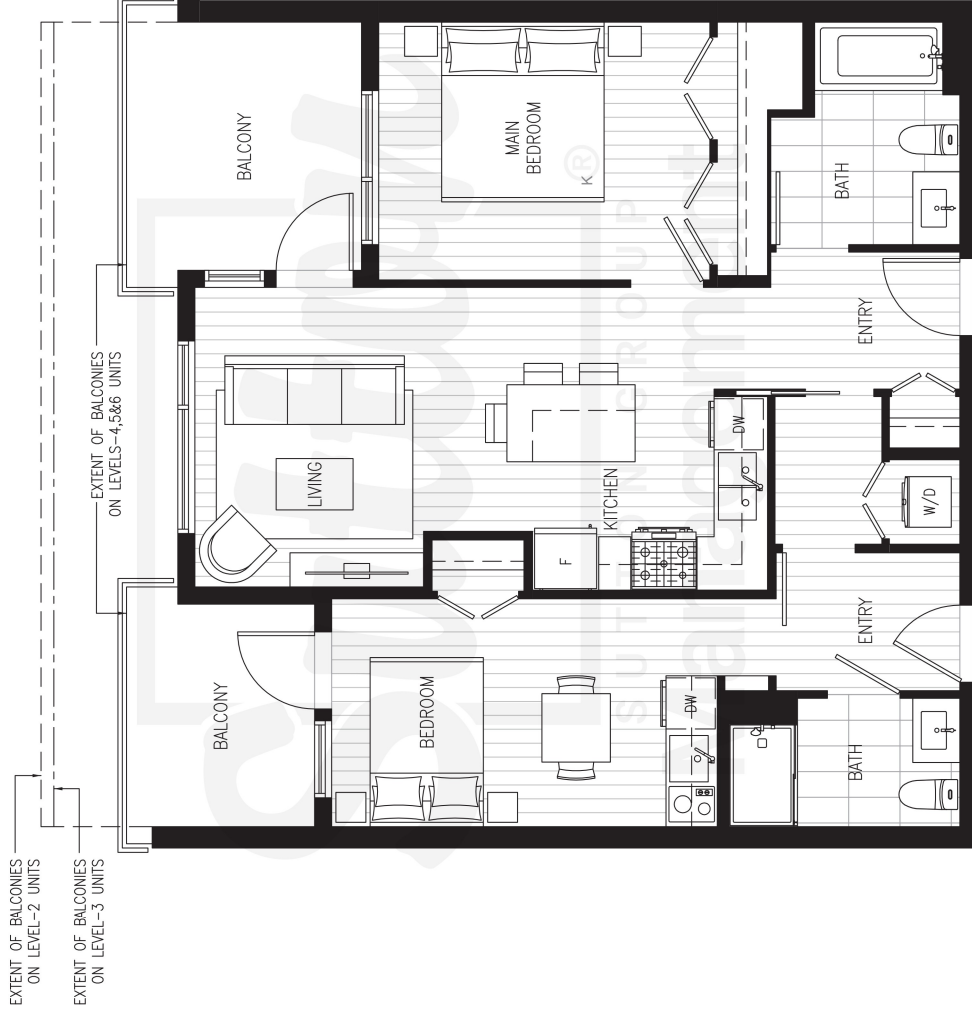 EXTENT OF BALCONIES
ON LEVEL-2 UNITS
EXTENT OF BALCONIES
ON LEVEL-3 UNITS
EXTENT OF BALCONIES
ON LEVELS-4,5&6 UNITS
BALCONY
BALCONY
MAIN
BEDROOM
BATH
LIVING
KITCHEN
DW
F
ENTRY
W/D
ENTRY
BEDROOM
DW
BATH
Sutton
SUTTON GROUP
K®
Management